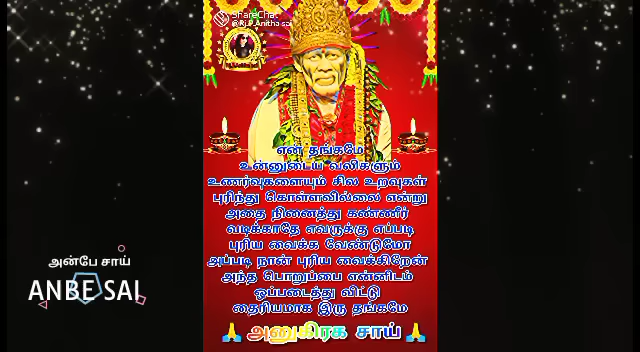 ShareChat
என் தங்கமே
உன்னுடைய வலிகளும்
உணர்வுகளையும் சில உறவுகள்
புரிந்து கொள்ளவில்லை என்று
அதை நினைத்து கண்ணீர்
வடிக்காதே எவருக்கு எப்படி
புரிய வைக்க வேண்டுமோ
அப்படி நான் புரிய வைக்கிறேன்
அந்த பொறுப்பை என்னிடம்
ஒப்படைத்து விட்டு
தைரியமாக இரு தங்கமே
🙏 அனுகிரக சாய் 🙏
அன்பே சாய்
ANBE SAI